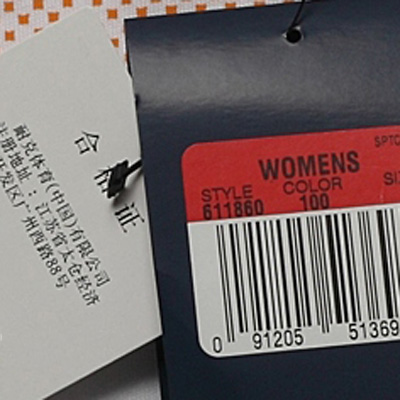 合格证
耐克体育(中国)有限公司
注册地址:江苏省太仓经济
开发区广州西路88号
SPTC
WOMENS
STYLE COLOR SI
611860 100
0 91205 51369